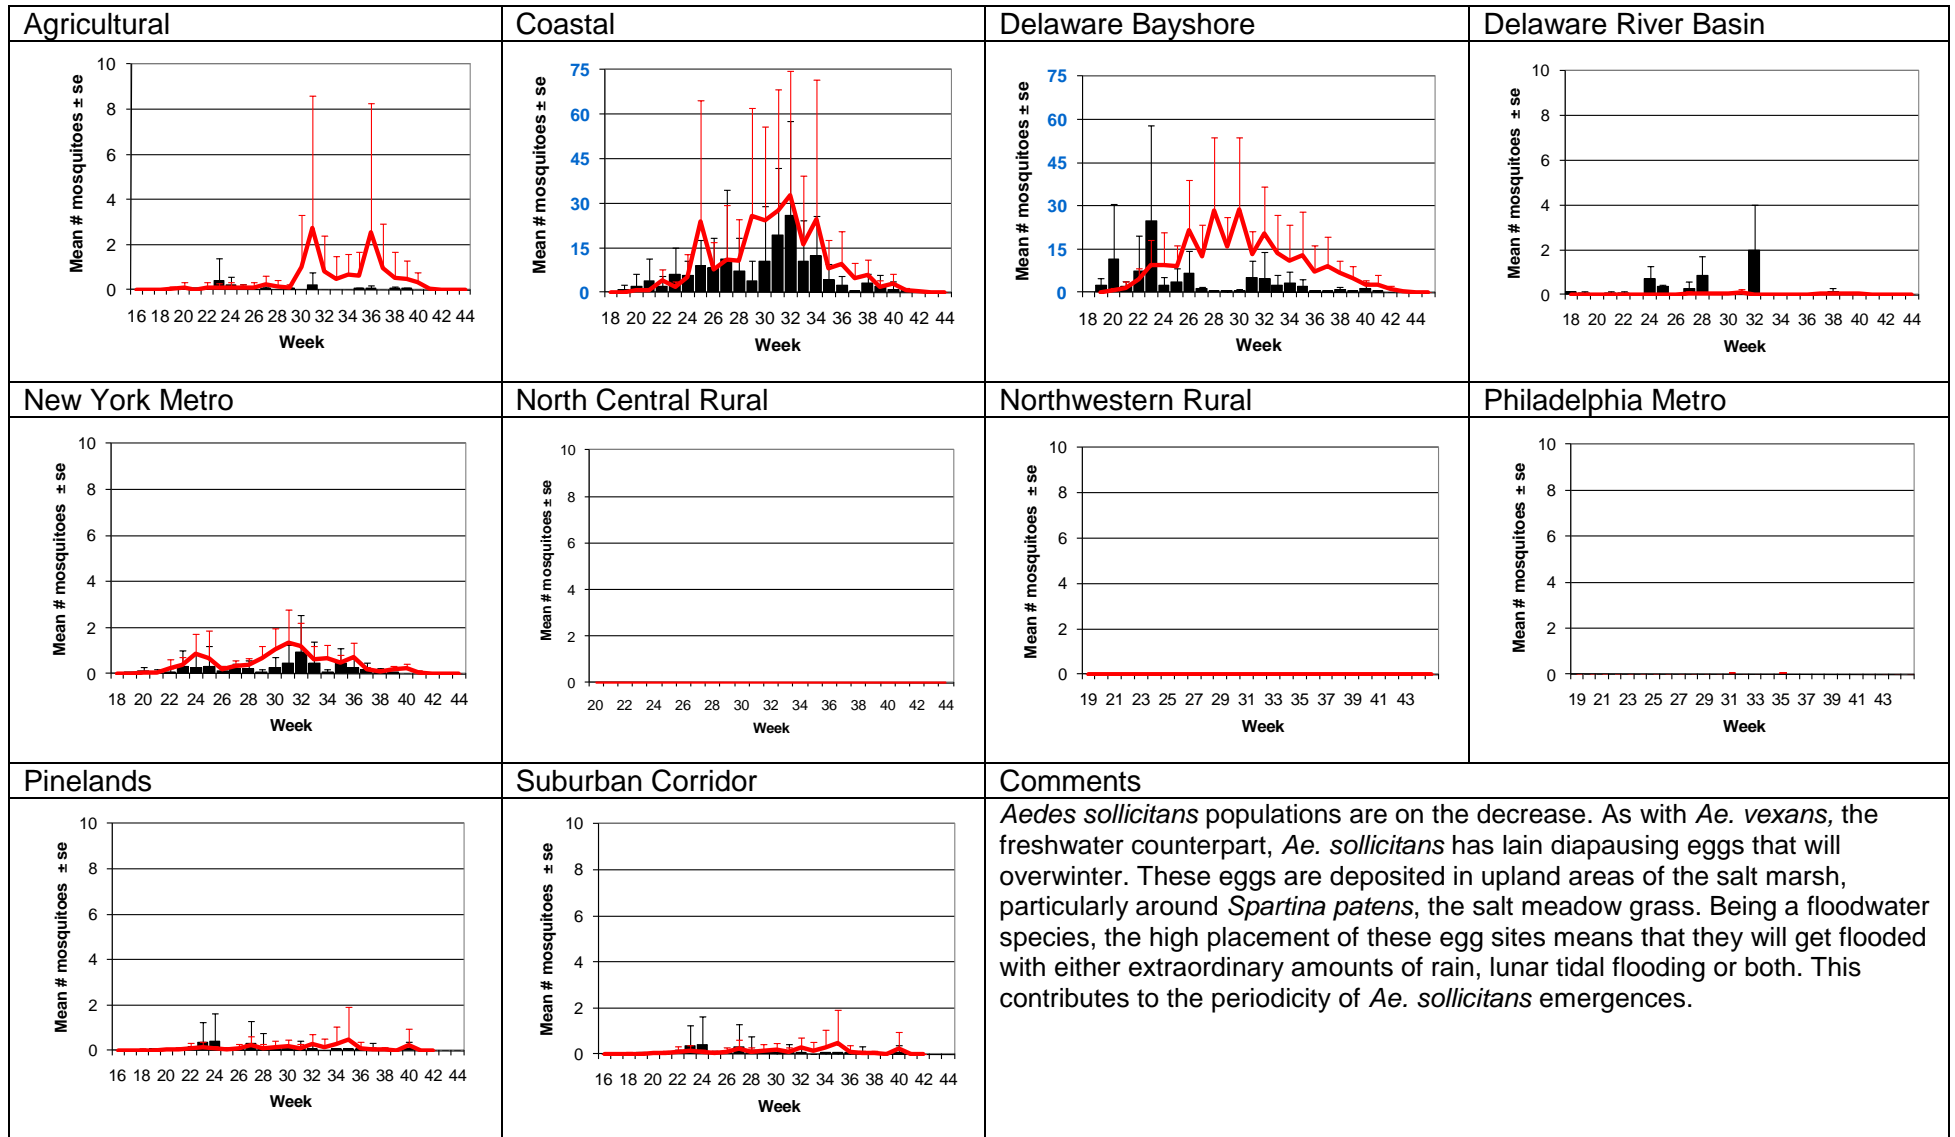 Agricultural
Coastal
Delaware Bayshore
Delaware River Basin
Mean # mosquitoes ± se
10
8
6
4
2
0
16 18 20 22 24 26 28 30 32 34 36 38 40 42 44
Week
Mean # mosquitoes ± se
75
60
45
30
15
0
18 20 22 24 26 28 30 32 34 36 38 40 42 44
Week
Mean # mosquitoes ± se
75
60
45
30
15
0
18 20 22 24 26 28 30 32 34 36 38 40 42 44
Week
Mean # mosquitoes ± se
10
8
6
4
2
0
18 20 22 24 26 28 30 32 34 36 38 40 42 44
Week
New York Metro
North Central Rural
Northwestern Rural
Philadelphia Metro
Mean # mosquitoes ± se
10
8
6
4
2
0
18 20 22 24 26 28 30 32 34 36 38 40 42 44
Week
Mean # mosquitoes ± se
10
8
6
4
2
0
20 22 24 26 28 30 32 34 36 38 40 42 44
Week
Mean # mosquitoes ± se
10
8
6
4
2
0
19 21 23 25 27 29 31 33 35 37 39 41 43
Week
Mean # mosquitoes ± se
10
8
6
4
2
0
19 21 23 25 27 29 31 33 35 37 39 41 43
Week
Pinelands
Suburban Corridor
Comments
Mean # mosquitoes ± se
10
8
6
4
2
0
16 18 20 22 24 26 28 30 32 34 36 38 40 42 44
Week
Mean # mosquitoes ± se
10
8
6
4
2
0
16 18 20 22 24 26 28 30 32 34 36 38 40 42 44
Week
Aedes sollicitans populations are on the decrease. As with Ae. vexans, the
freshwater counterpart, Ae. sollicitans has lain diapausing eggs that will
overwinter. These eggs are deposited in upland areas of the salt marsh,
particularly around Spartina patens, the salt meadow grass. Being a floodwater
species, the high placement of these egg sites means that they will get flooded
with either extraordinary amounts of rain, lunar tidal flooding or both. This
contributes to the periodicity of Ae. sollicitans emergences.